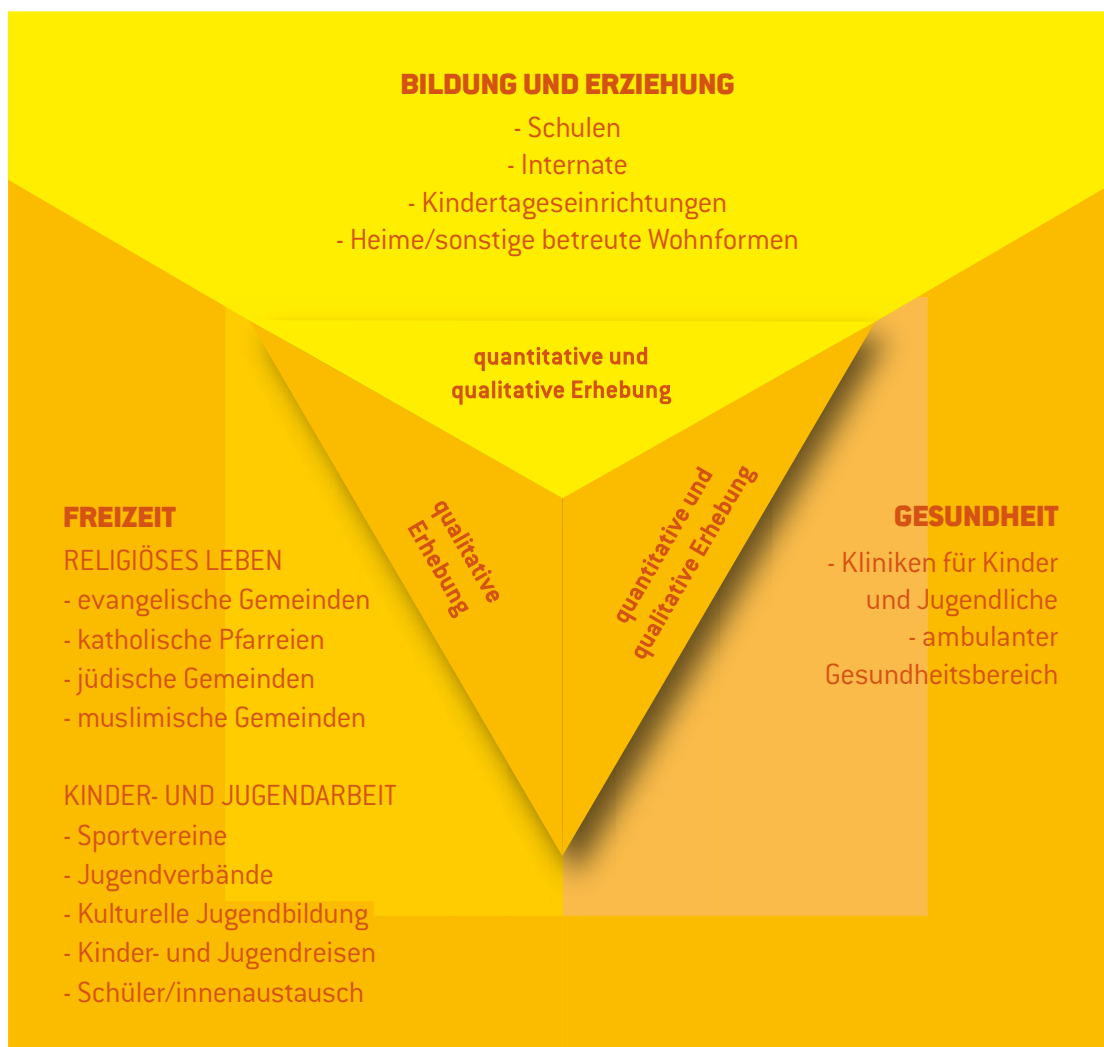 BILDUNG UND ERZIEHUNG
- Schulen
- Internate
- Kindertageseinrichtungen
- Heime/sonstige betreute Wohnformen
quantitative und
qualitative Erhebung
qualitative
Erhebung
quantitative und
qualitative Erhebung
FREIZEIT
RELIGIÖSES LEBEN
- evangelische Gemeinden
- katholische Pfarreien
- jüdische Gemeinden
- muslimische Gemeinden
KINDER- UND JUGENDARBEIT
- Sportvereine
- Jugendverbände
- Kulturelle Jugendbildung
- Kinder- und Jugendreisen
- Schüler/innenaustausch
GESUNDHEIT
- Kliniken für Kinder
und Jugendliche
- ambulanter
Gesundheitsbereich